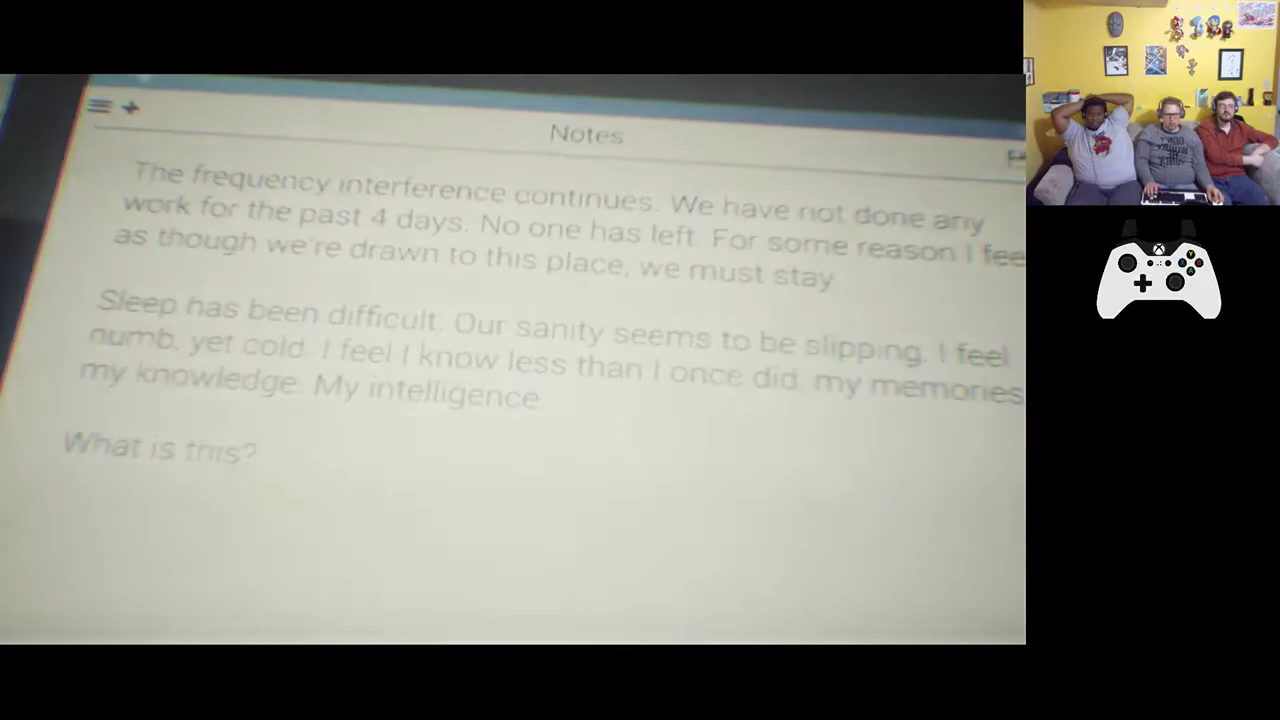 Notes
The frequency interference continues. We have not done any
work for the past 4 days. No one has left. For some reason I fee
as though we're drawn to this place, we must stay
Sleep has been difficult. Our sanity seems to be slipping. I feel
numb, yet cold. I feel I know less than I once did, my memories
my knowledge. My intelligence
What is this?